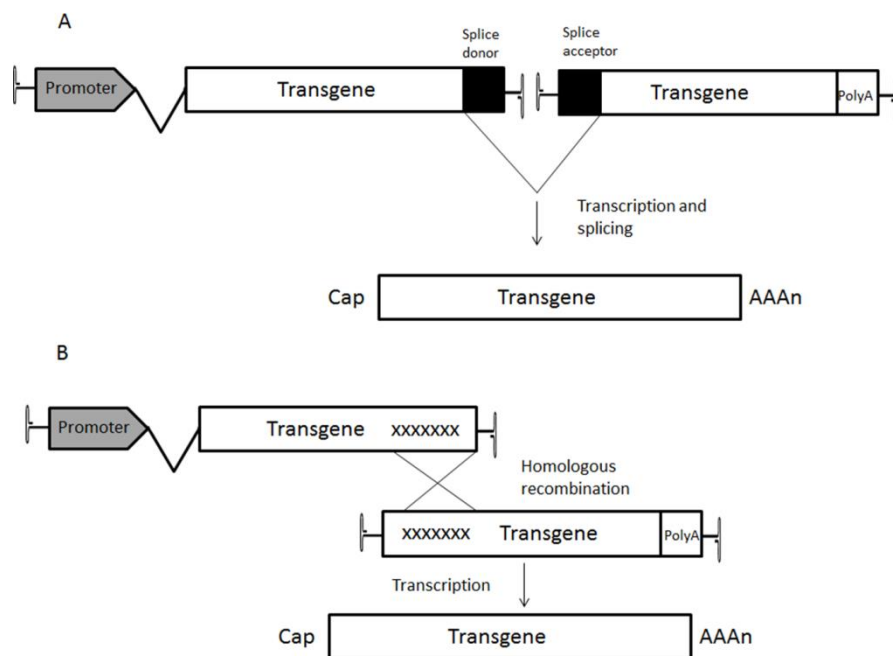 A
Splice
donor
Splice
acceptor
Promoter
Transgene
Transgene
PolyA
Transcription and
splicing
Cap
Transgene
AAAn
B
Promoter
Transgene xxxxxxx
Homologous
recombination
xxxxxxx Transgene
PolyA
Transcription
Cap
Transgene
AAAn